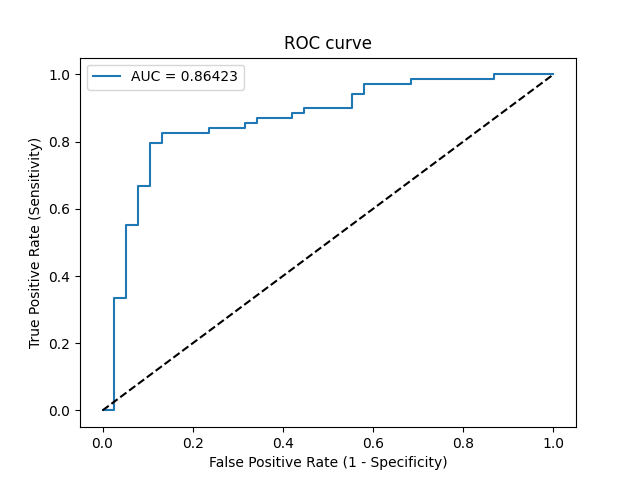 ROC curve
AUC = 0.86423
True Positive Rate (Sensitivity)
1.0
0.8
0.6
0.4
0.2
0.0
0.0 0.2 0.4 0.6 0.8 1.0
False Positive Rate (1 - Specificity)